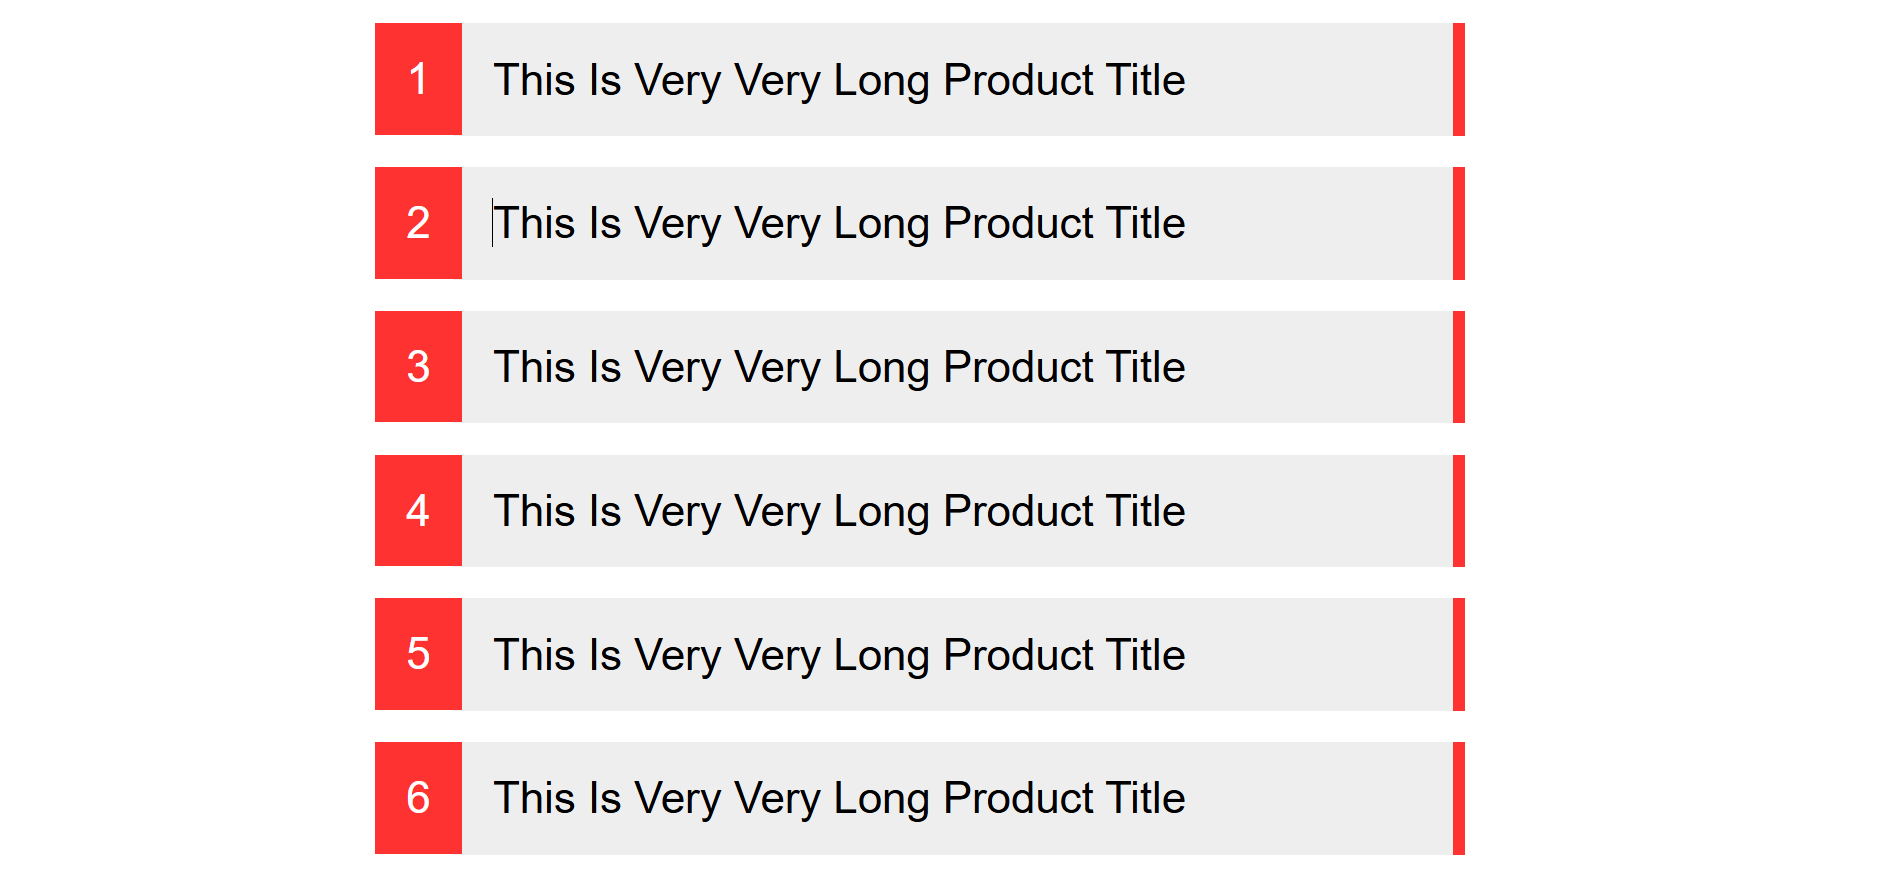 1 This Is Very Very Long Product Title
2 This Is Very Very Long Product Title
3 This Is Very Very Long Product Title
4 This Is Very Very Long Product Title
5 This Is Very Very Long Product Title
6 This Is Very Very Long Product Title